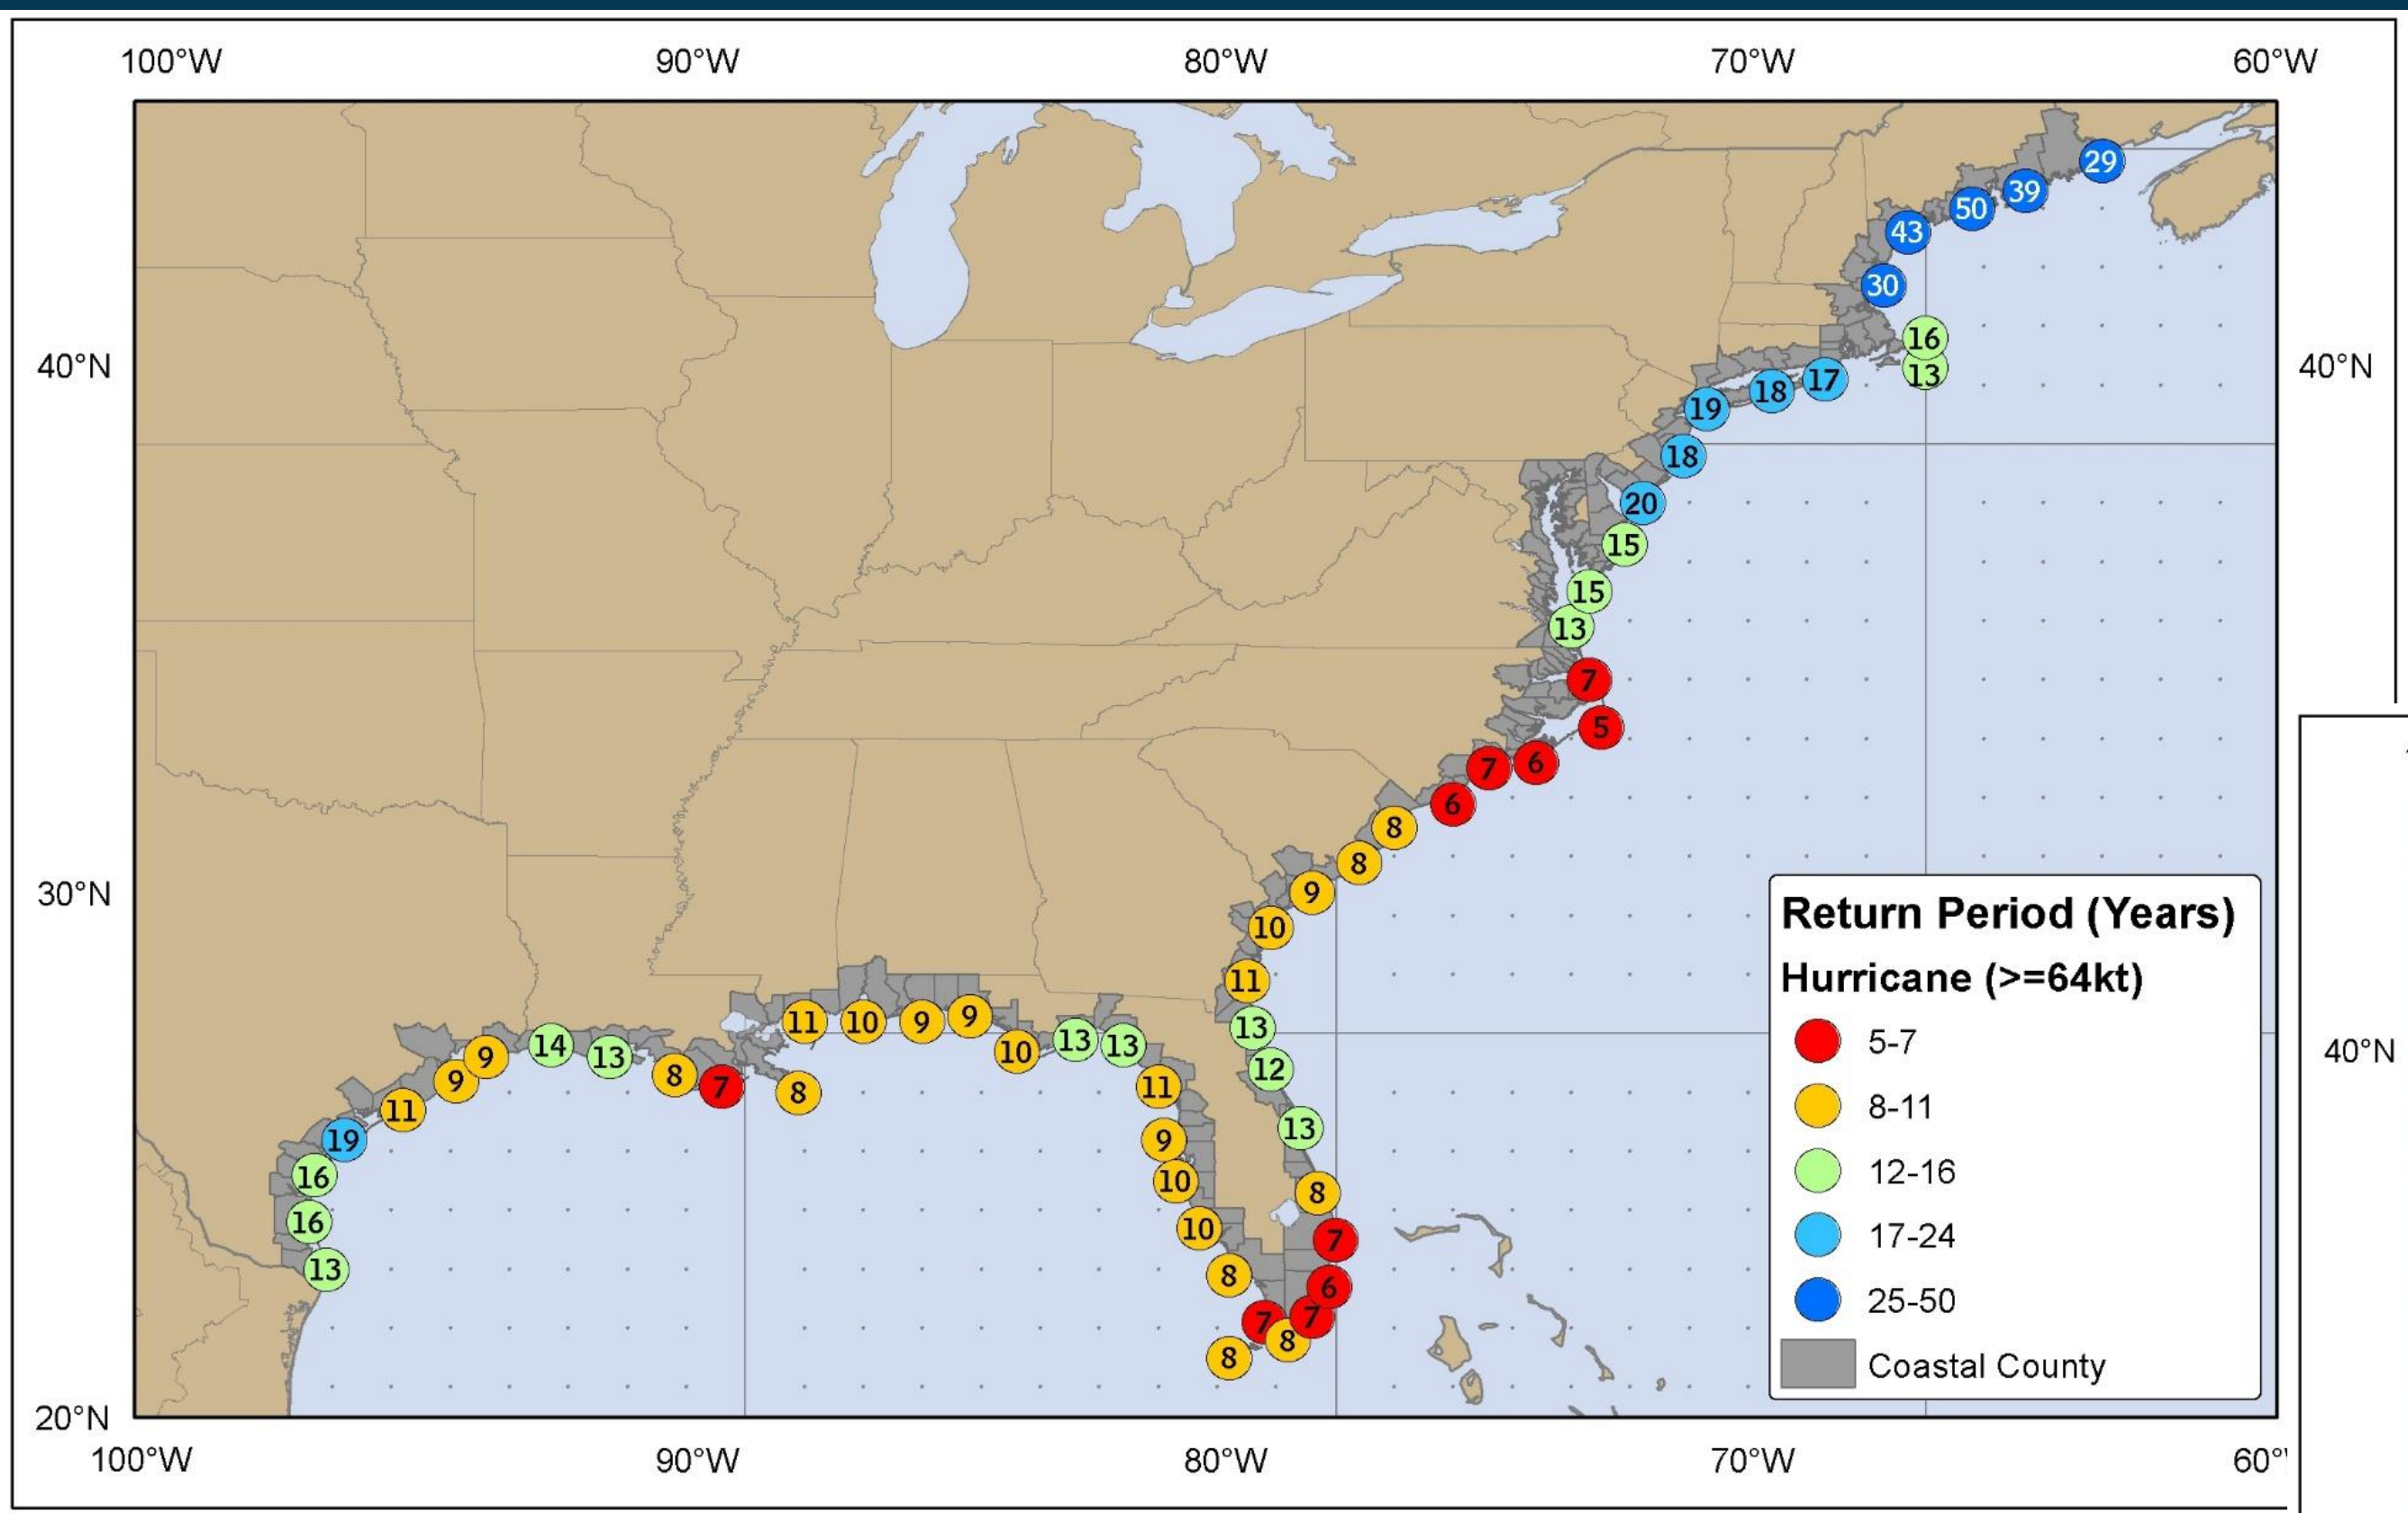 100°W 90°W 80°W 70°W 60°W
29
39
50
43
30
16
40°N 40°N
13
17
18
19
18
20
15
15
13
7
5
6
7
6
8
8
Return Period (Years)
30°N
9
10
Hurricane (>=64kt)
11
11 10 9 9
13
5-7
14 13 8 7 8
9 9 11 19 16 16 13
10 13 13 11 9 10 10 8
12 13 8 7 6 7 8 7 8
40°N
8-11
12-16
17-24
25-50
Coastal County
20°N
100°W 90°W 80°W 70°W 60°